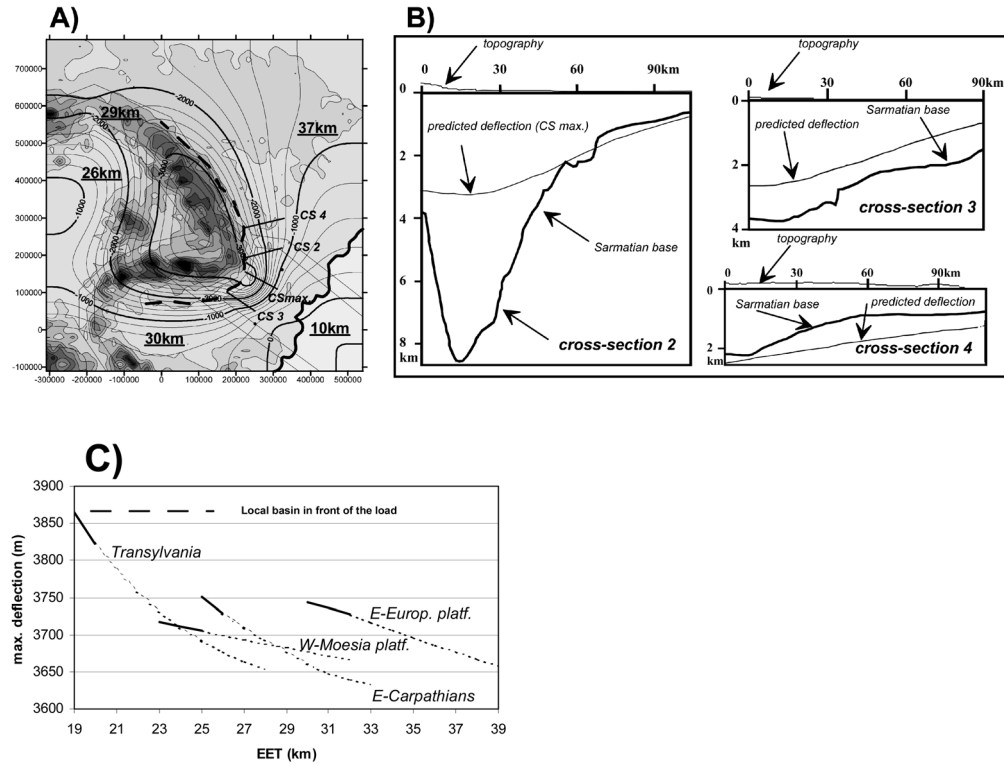 A)
B)
700000
600000
500000
400000
300000
200000
100000
0
-100000
-300000 -200000 -100000 0 100000 200000 300000 400000 500000
29km
37km
26km
30km
10km
-2000
-2000
-2000
-1000
-1000
-1000
-1000
0
CS 4
CS 2
CSmax.
CS 3
topography
0 30 60 90km
0
2
4
6
km
8
predicted deflection (CS max.)
Sarmatian base
cross-section 2
topography
0 30 60 90
km
0
2
4
km
Sarmatian base
predicted deflection
cross-section 3
topography
0 30 60 90km
0
2
km
Sarmatian base
predicted deflection
cross-section 4
C)
3900
3850
3800
3750
3700
3650
3600
max. deflection (m)
Local basin in front of the load
Transylvania
E-Europ. platf.
W-Moesia platf.
E-Carpathians
19 21 23 25 27 29 31 33 35 37 39
EET (km)